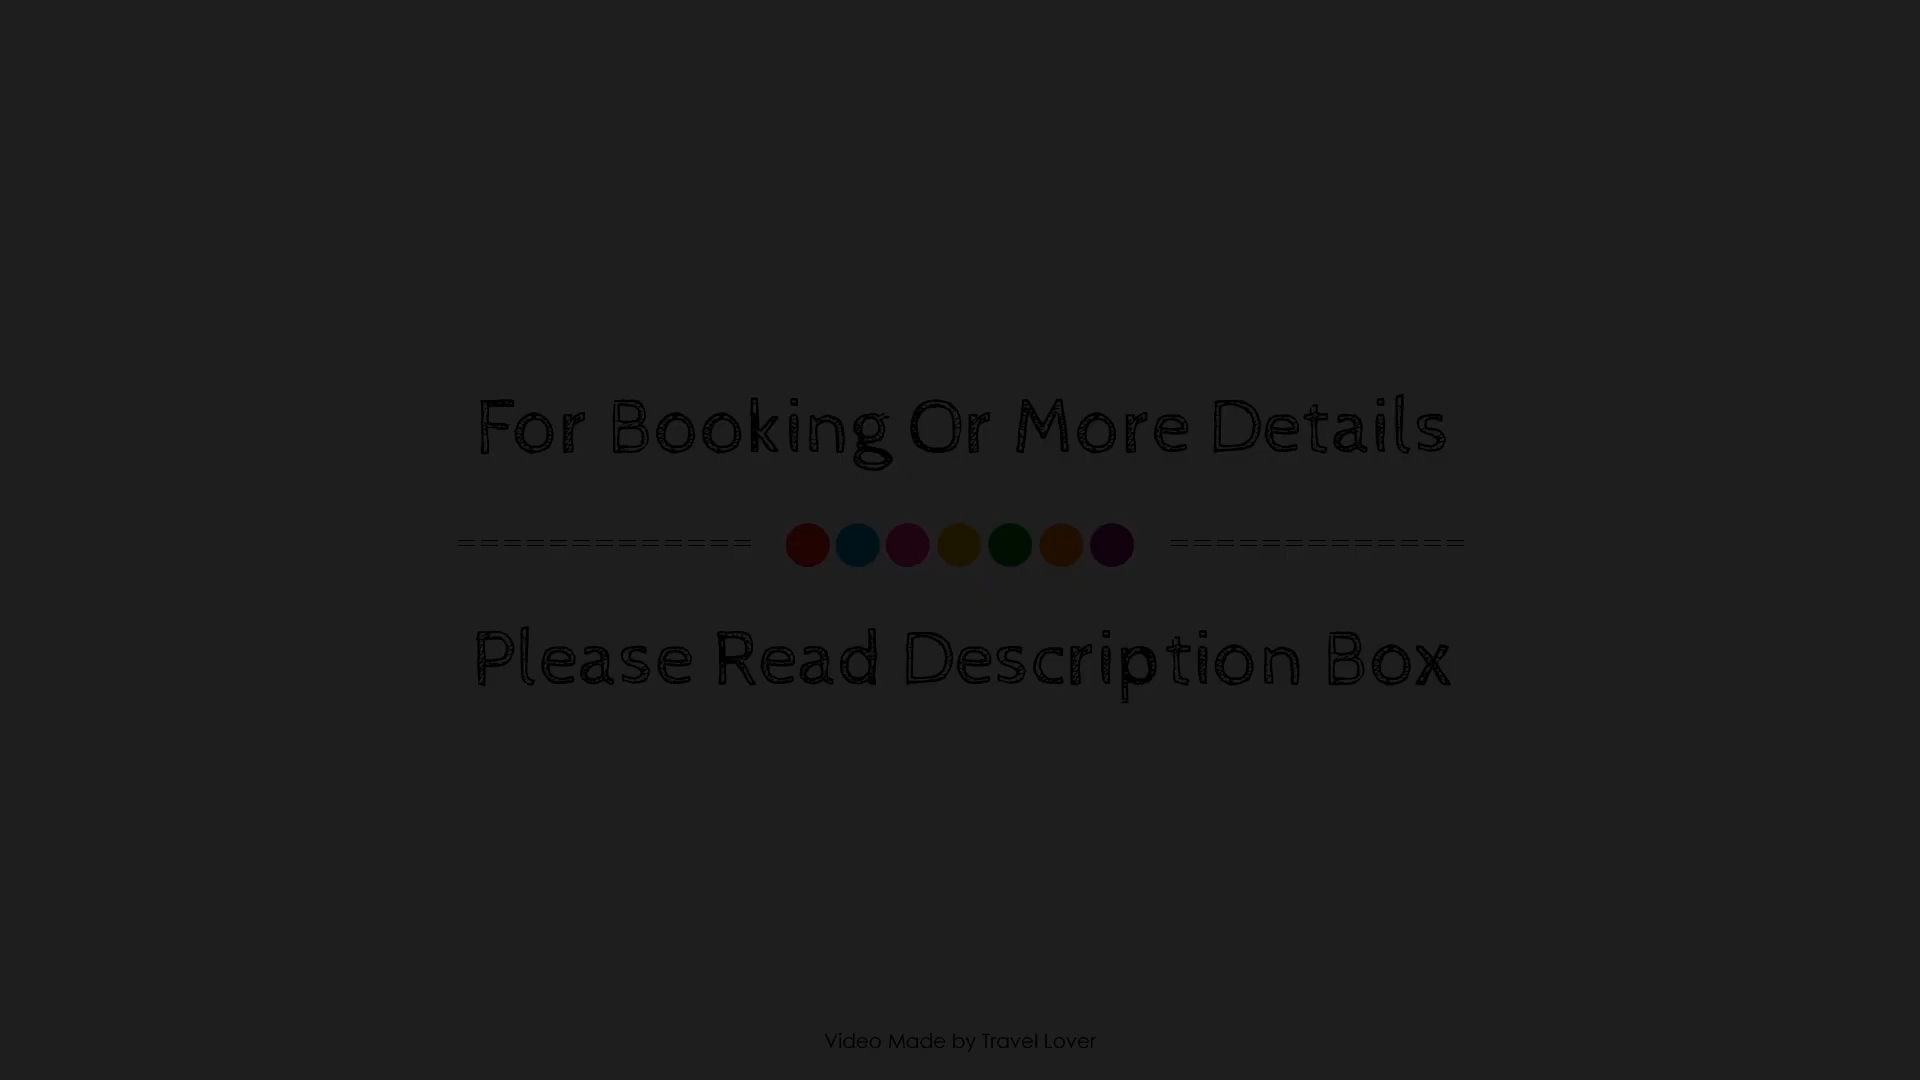 For Booking Or More Details
============= =============
Please Read Description Box
Video Made by Travel Lover